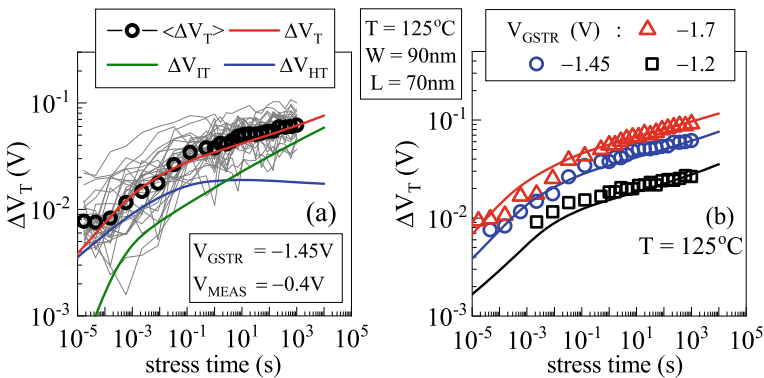 <ΔV_T> ΔV_T
ΔV_IT ΔV_HT
T = 125°C
W = 90nm
L = 70nm
V_GSTR (V) : −1.7
−1.45 −1.2
10^-1
10^-2
10^-3
ΔV_T (V)
(a)
V_GSTR = −1.45V
V_MEAS = −0.4V
10^-5 10^-3 10^-1 10^1 10^3 10^5
stress time (s)
10^-1
10^-2
10^-3
ΔV_T (V)
(b)
T = 125°C
10^-5 10^-3 10^-1 10^1 10^3 10^5
stress time (s)